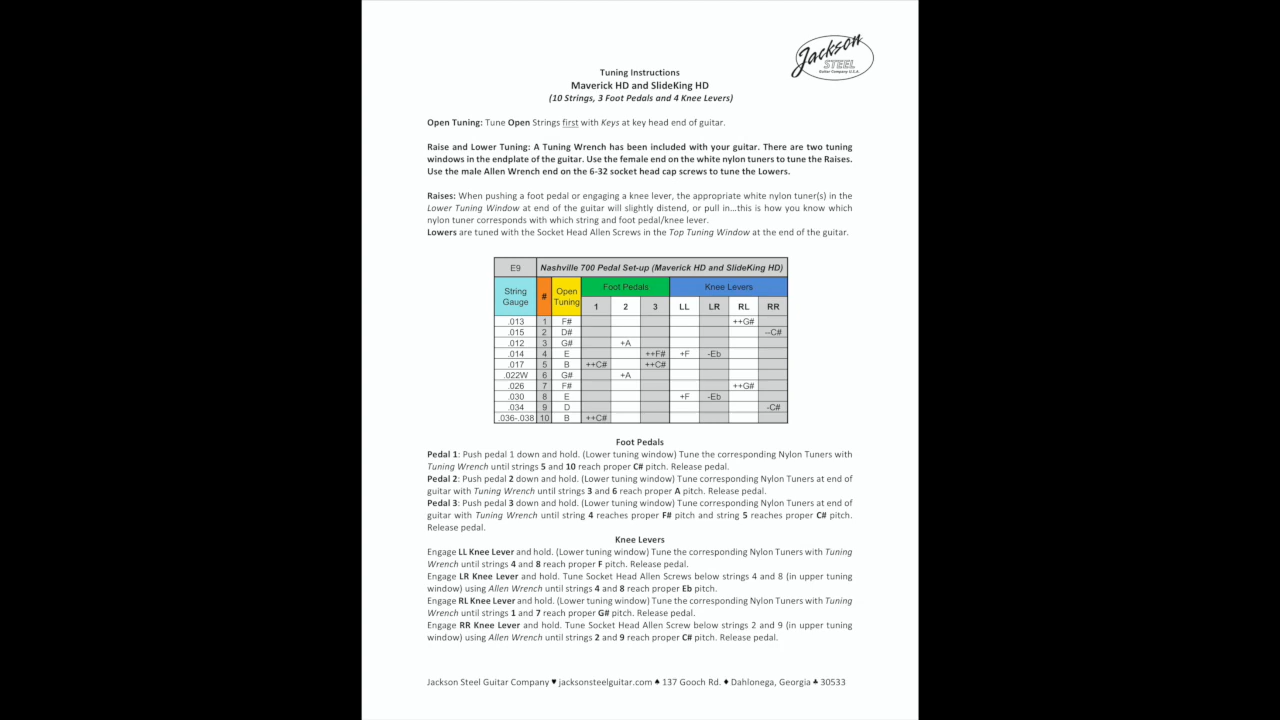 Jackson
STEEL
Guitar Company U.S.A.
Tuning Instructions
Maverick HD and SlideKing HD
(10 Strings, 3 Foot Pedals and 4 Knee Levers)
Open Tuning: Tune Open Strings first with Keys at key head end of guitar.
Raise and Lower Tuning: A Tuning Wrench has been included with your guitar. There are two tuning
windows in the endplate of the guitar. Use the female end on the white nylon tuners to tune the Raises.
Use the male Allen Wrench end on the 6-32 socket head cap screws to tune the Lowers.
Raises: When pushing a foot pedal or engaging a knee lever, the appropriate white nylon tuner(s) in the
Lower Tuning Window at end of the guitar will slightly distend, or pull in...this is how you know which
nylon tuner corresponds with which string and foot pedal/knee lever.
Lowers are tuned with the Socket Head Allen Screws in the Top Tuning Window at the end of the guitar.
E9 Nashville 700 Pedal Set-up (Maverick HD and SlideKing HD)
String Gauge # Open Tuning Foot Pedals Knee Levers
1 2 3 LL LR RL RR
.013 1 F# ++G#
.015 2 D# --C#
.012 3 G# +A
.014 4 E ++F# +F -Eb
.017 5 B ++C# ++C#
.022W 6 G# +A
.026 7 F# ++G#
.030 8 E +F -Eb
.034 9 D -C#
.036-.038 10 B ++C#
Foot Pedals
Pedal 1: Push pedal 1 down and hold. (Lower tuning window) Tune the corresponding Nylon Tuners with
Tuning Wrench until strings 5 and 10 reach proper C# pitch. Release pedal.
Pedal 2: Push pedal 2 down and hold. (Lower tuning window) Tune corresponding Nylon Tuners at end of
guitar with Tuning Wrench until strings 3 and 6 reach proper A pitch. Release pedal.
Pedal 3: Push pedal 3 down and hold. (Lower tuning window) Tune corresponding Nylon Tuners at end of
guitar with Tuning Wrench until string 4 reaches proper F# pitch and string 5 reaches proper C# pitch.
Release pedal.
Knee Levers
Engage LL Knee Lever and hold. (Lower tuning window) Tune the corresponding Nylon Tuners with Tuning
Wrench until strings 4 and 8 reach proper F pitch. Release pedal.
Engage LR Knee Lever and hold. Tune Socket Head Allen Screws below strings 4 and 8 (in upper tuning
window) using Allen Wrench until strings 4 and 8 reach proper Eb pitch.
Engage RL Knee Lever and hold. (Lower tuning window) Tune the corresponding Nylon Tuners with Tuning
Wrench until strings 1 and 7 reach proper G# pitch. Release pedal.
Engage RR Knee Lever and hold. Tune Socket Head Allen Screw below strings 2 and 9 (in upper tuning
window) using Allen Wrench until strings 2 and 9 reach proper C# pitch. Release pedal.
Jackson Steel Guitar Company ♥ jacksonsteelguitar.com ♠ 137 Gooch Rd. ♦ Dahlonega, Georgia ♣ 30533